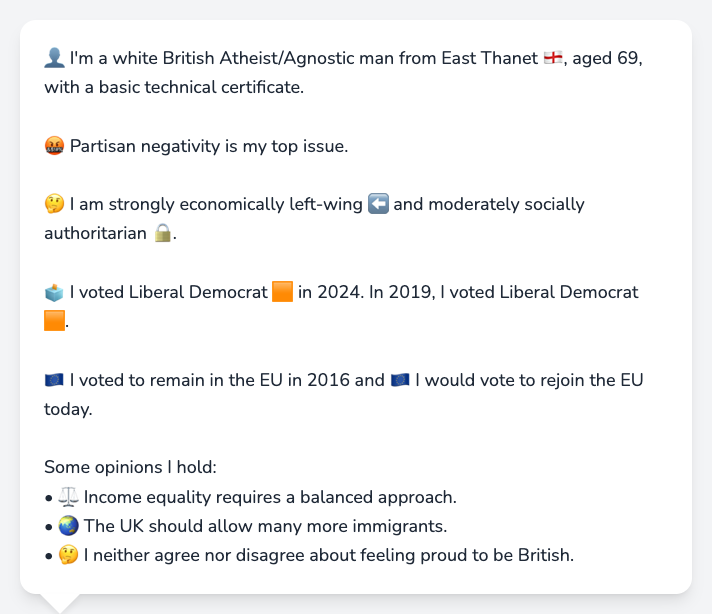 👤 I'm a white British Atheist/Agnostic man from East Thanet 🏴󠁧󠁢󠁥󠁮󠁧󠁿, aged 69,
with a basic technical certificate.
🤬 Partisan negativity is my top issue.
🤔 I am strongly economically left-wing ⬅️ and moderately socially
authoritarian 🔒.
🗳️ I voted Liberal Democrat 🟧 in 2024. In 2019, I voted Liberal Democrat
🟧.
🇪🇺 I voted to remain in the EU in 2016 and 🇪🇺 I would vote to rejoin the EU
today.
Some opinions I hold:
• ⚖️ Income equality requires a balanced approach.
• 🌏 The UK should allow many more immigrants.
• 🤔 I neither agree nor disagree about feeling proud to be British.